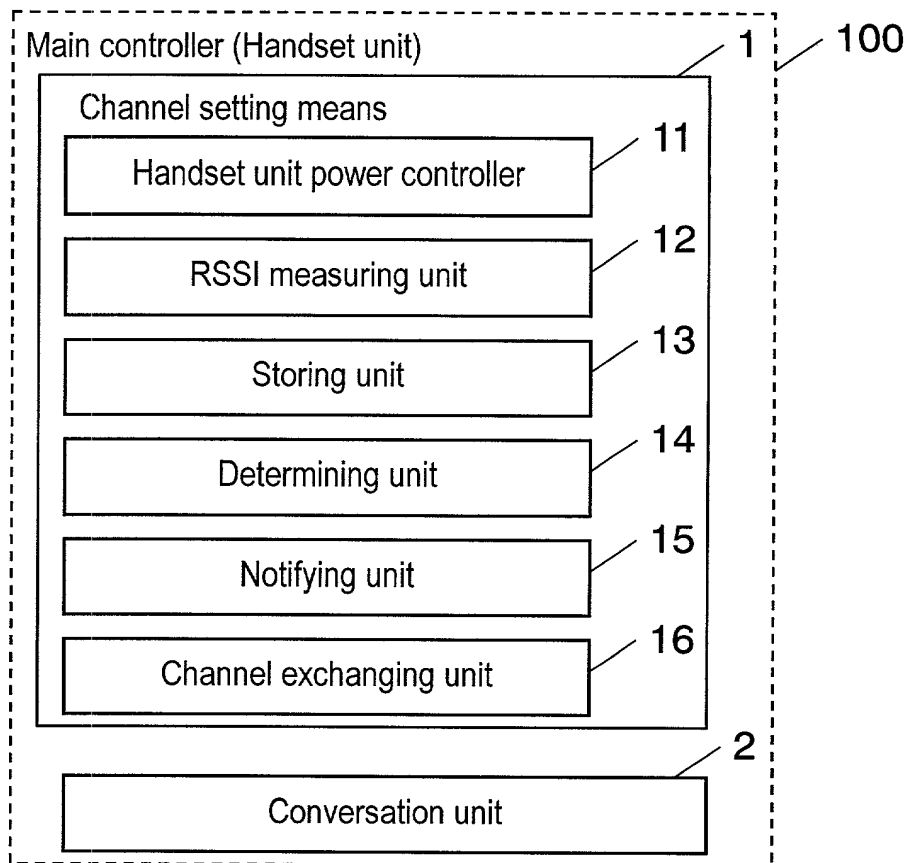 100
Main controller (Handset unit)
1
Channel setting means
11
Handset unit power controller
12
RSSI measuring unit
13
Storing unit
14
Determining unit
15
Notifying unit
16
Channel exchanging unit
2
Conversation unit